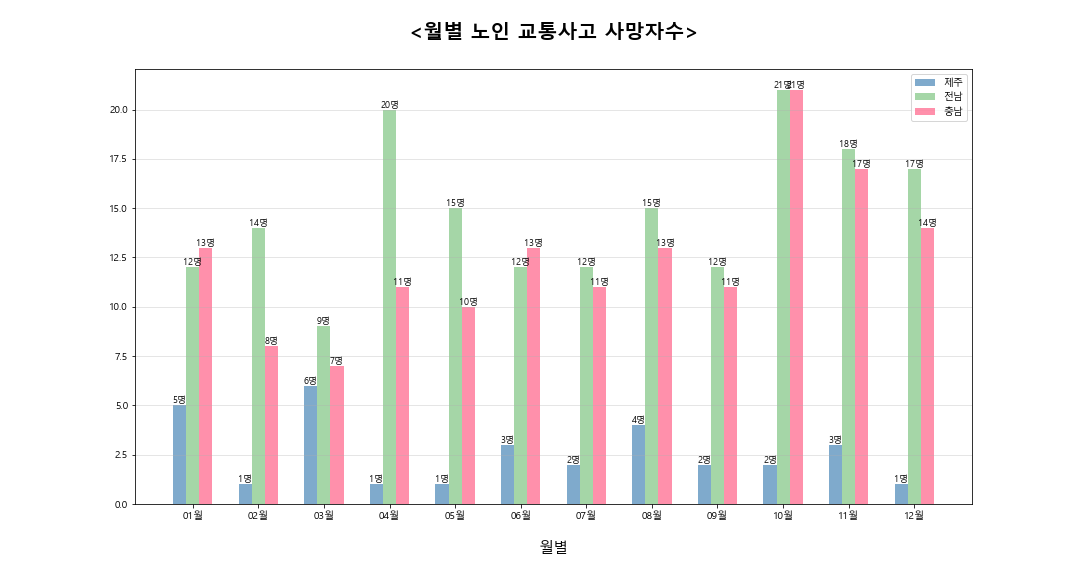 <월별 노인 교통사고 사망자수>
제주
전남
충남
20.0
17.5
15.0
12.5
10.0
7.5
5.0
2.5
0.0
5명 12명 13명
1명 14명 8명
6명 9명 7명
1명 20명 11명
1명 15명 10명
3명 12명 13명
2명 12명 11명
4명 15명 13명
2명 12명 11명
2명 21명 21명
3명 18명 17명
1명 17명 14명
01월 02월 03월 04월 05월 06월 07월 08월 09월 10월 11월 12월
월별